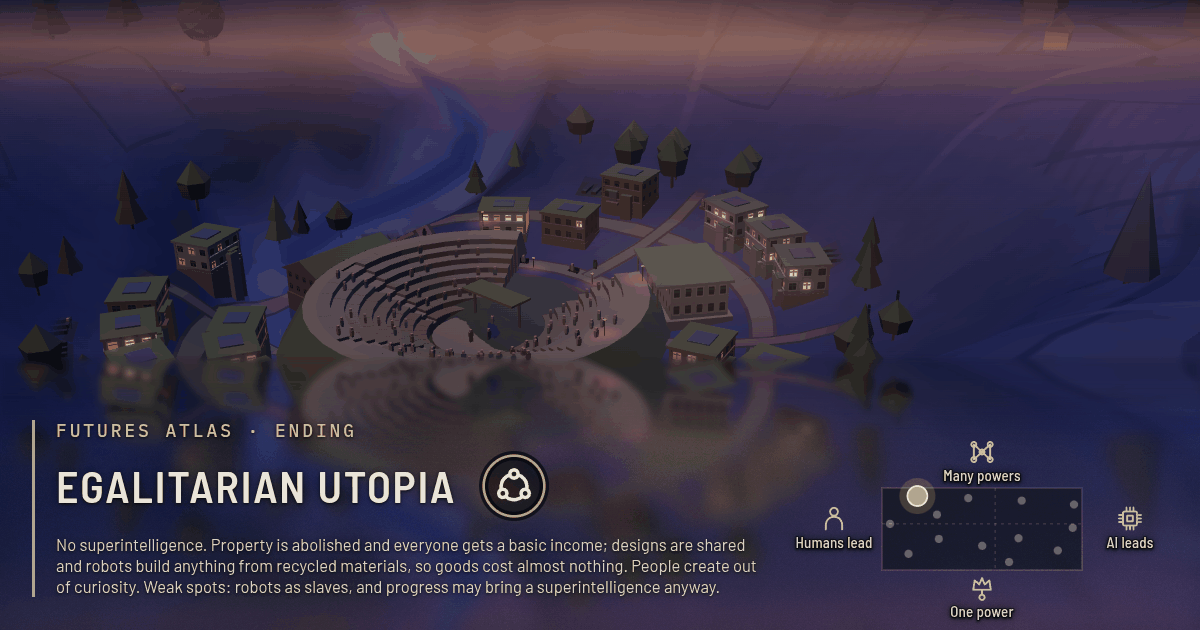 FUTURES ATLAS · ENDING
EGALITARIAN UTOPIA
No superintelligence. Property is abolished and everyone gets a basic income; designs are shared
and robots build anything from recycled materials, so goods cost almost nothing. People create out
of curiosity. Weak spots: robots as slaves, and progress may bring a superintelligence anyway.
Many powers
Humans lead
AI leads
One power